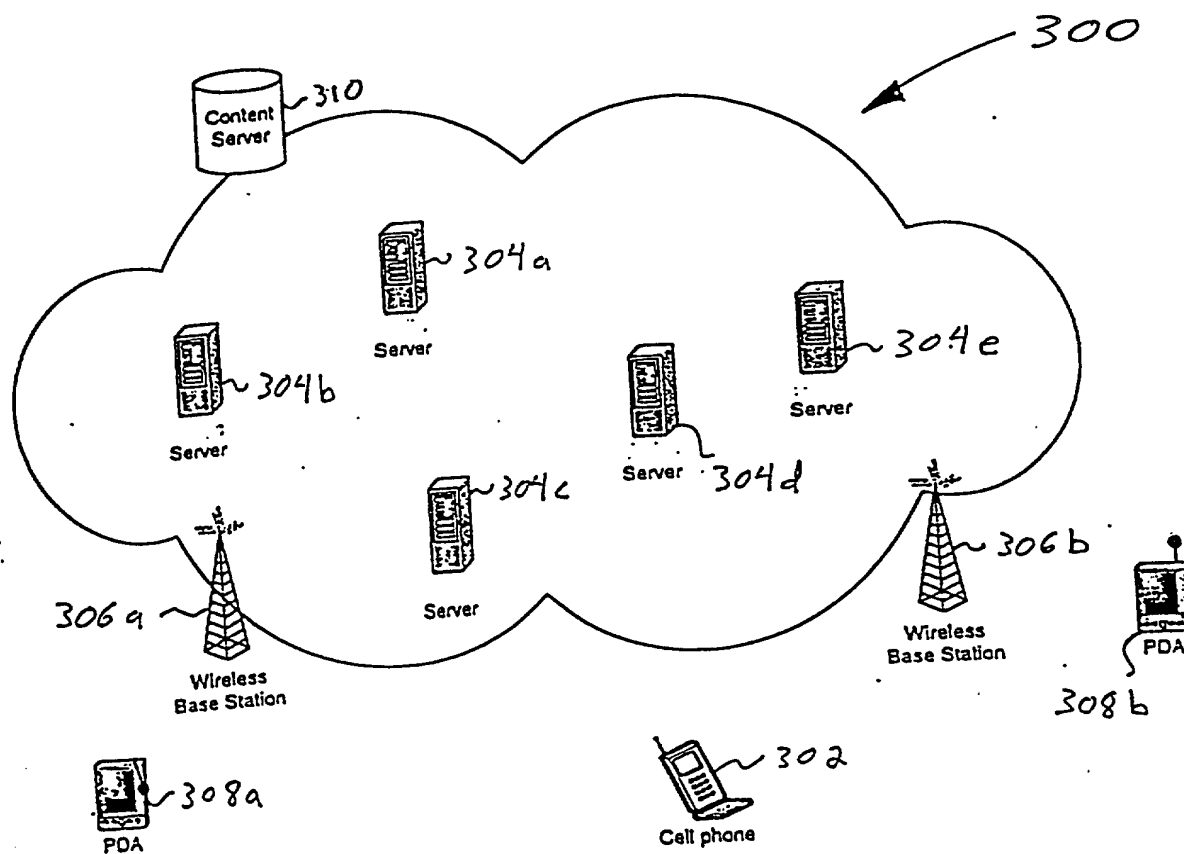 300
310
Content
Server
304a
Server
304e
Server
304b
Server
304d
Server
304c
Server
306a
Wireless
Base Station
306b
Wireless
Base Station
308b
PDA
308a
PDA
302
Cell phone